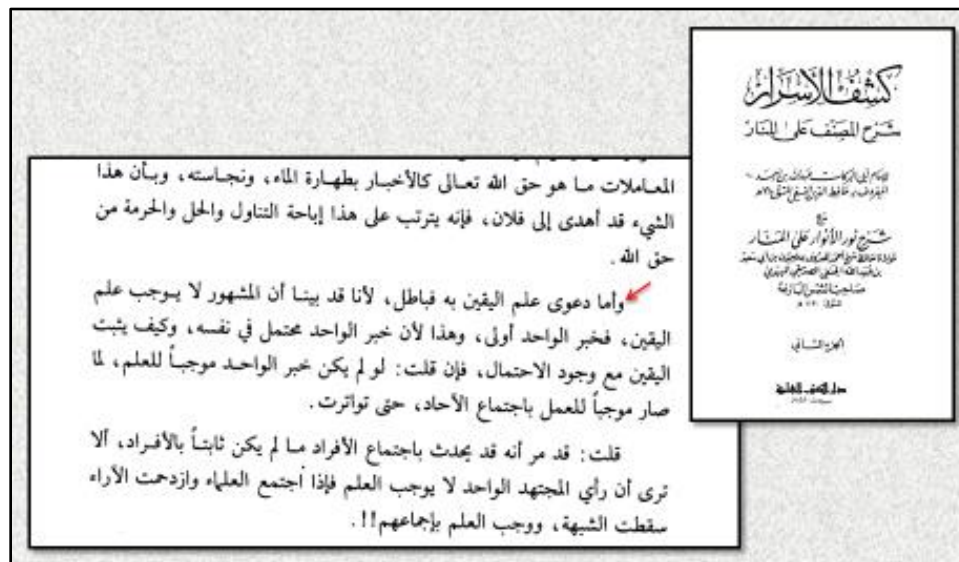 كشف الأسرار
شرح المصنف على المنار
مع
شرح نور الأنوار على المنار
الجزء الثاني
دار الكتب العلمية
المعاملات ما هو حق الله تعالى كالأخبار بطهارة الماء، ونجاسته، وبأن هذا
الشيء قد أهدى إلى فلان، فإنه يترتب على هذا إباحة التناول والحل والحرمة من
حق الله.
وأما دعوى علم اليقين به فباطل، لأنا قد بينا أن المشهور لا يوجب علم
اليقين، فخبر الواحد أولى، وهذا لأن خبر الواحد محتمل في نفسه، وكيف يثبت
اليقين مع وجود الاحتمال، فإن قلت: لو لم يكن خبر الواحد موجباً للعلم، لما
صار موجباً للعمل باجتماع الآحاد، حتى تواترت.
قلت: قد مر أنه قد يحدث باجتماع الأفراد ما لم يكن ثابتاً بالأفراد، ألا
ترى أن رأي المجتهد الواحد لا يوجب العلم فإذا اجتمع العلماء وازدحمت الآراء
سقطت الشبهة، ووجب العلم بإجماعهم!!.